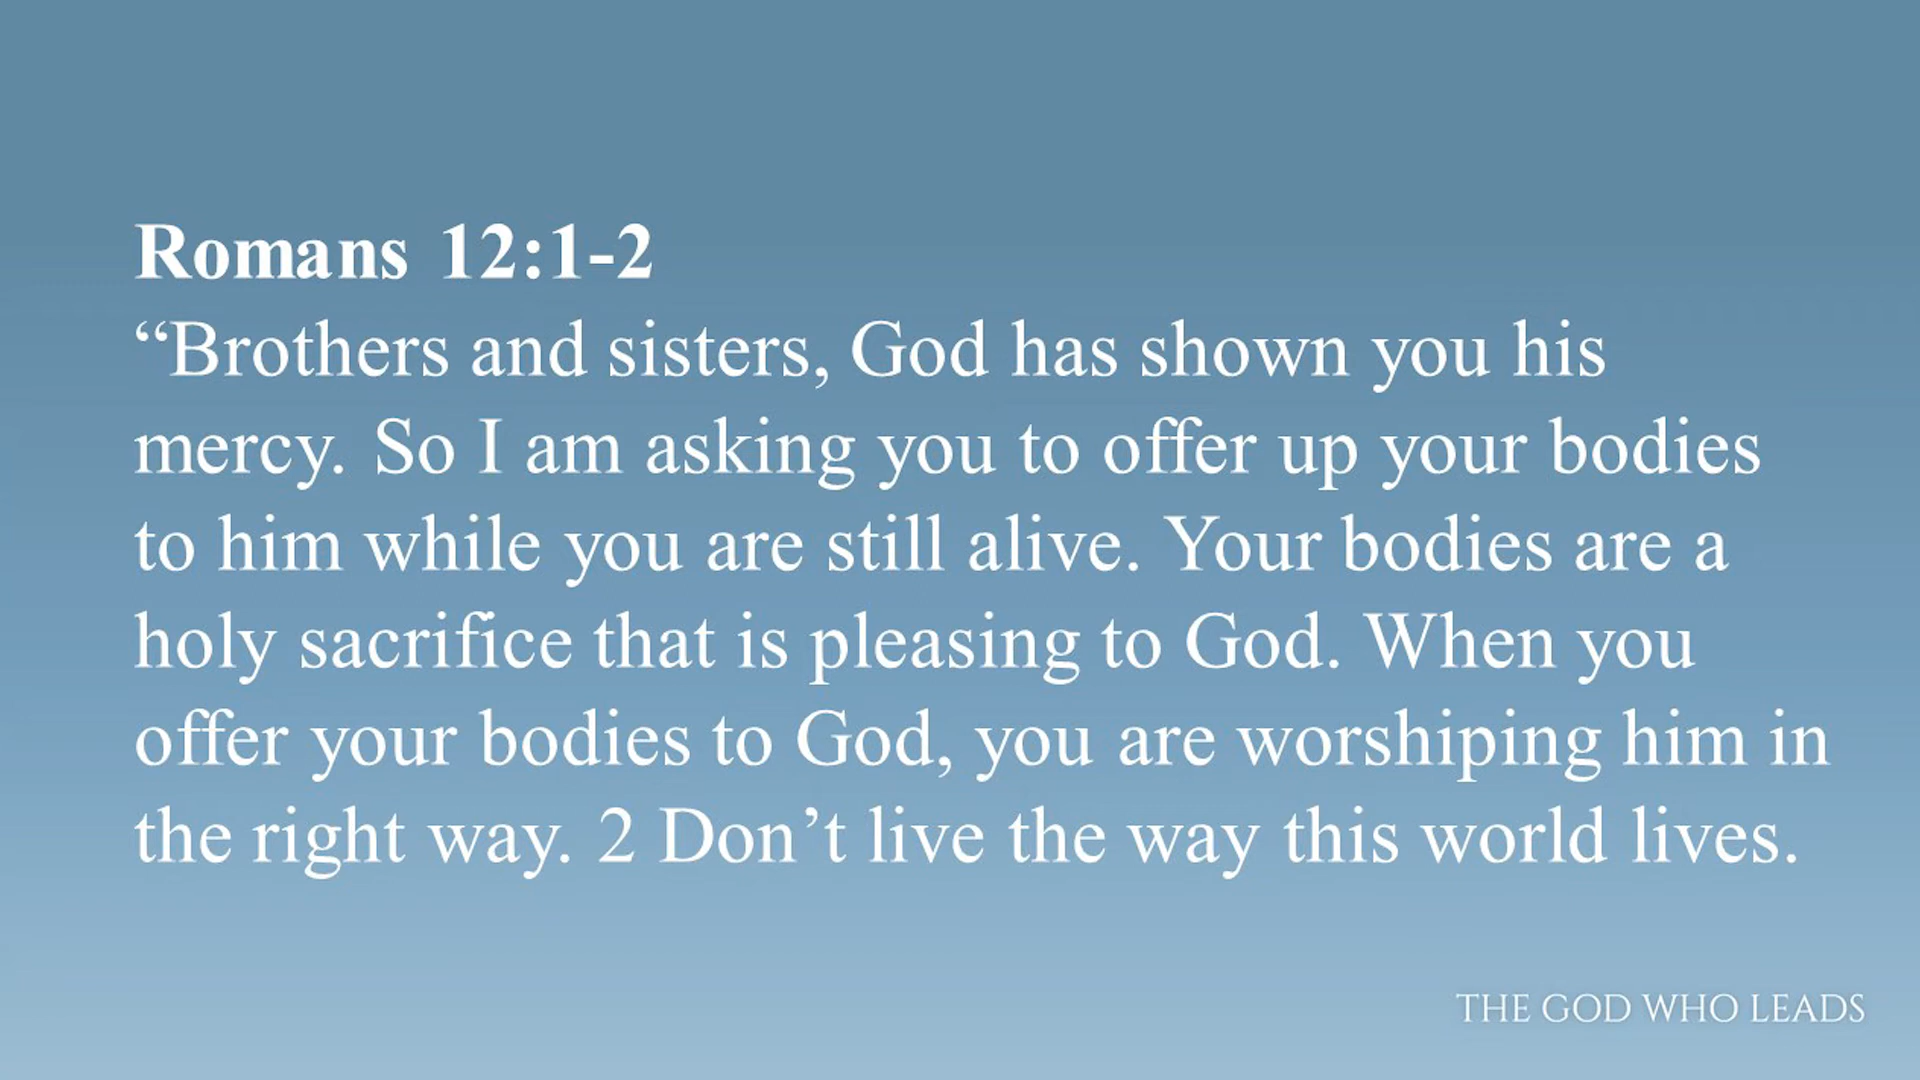 Romans 12:1-2
“Brothers and sisters, God has shown you his
mercy. So I am asking you to offer up your bodies
to him while you are still alive. Your bodies are a
holy sacrifice that is pleasing to God. When you
offer your bodies to God, you are worshiping him in
the right way. 2 Don’t live the way this world lives.
THE GOD WHO LEADS